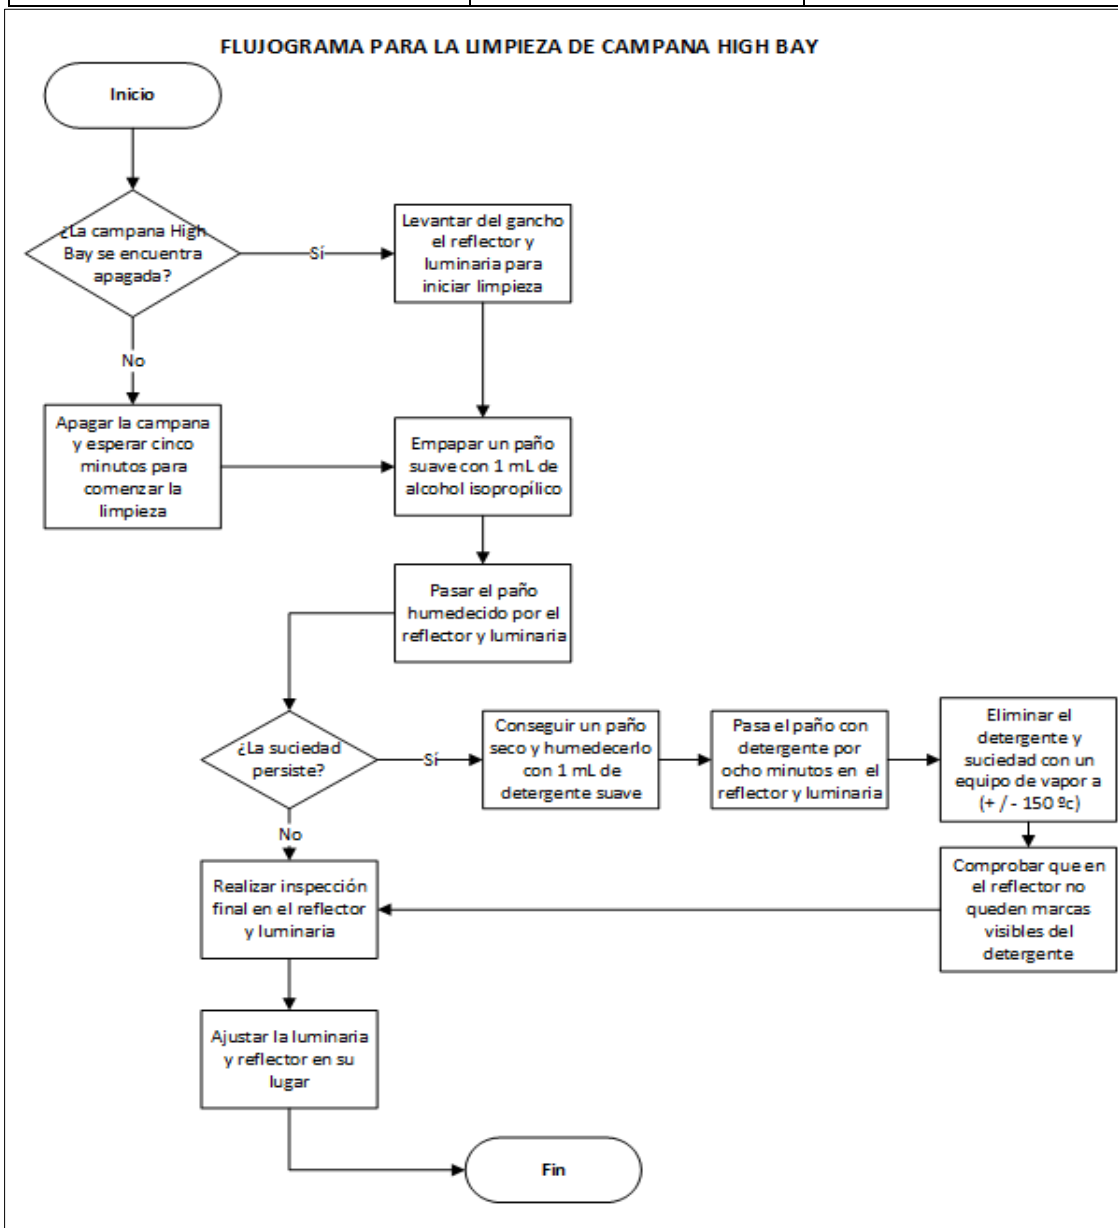 FLUJOGRAMA PARA LA LIMPIEZA DE CAMPANA HIGH BAY
Inicio
¿La campana High
Bay se encuentra
apagada?
Sí
Levantar del gancho
el reflector y
luminaria para
iniciar limpieza
No
Apagar la campana
y esperar cinco
minutos para
comenzar la
limpieza
Empapar un paño
suave con 1 mL de
alcohol isopropílico
Pasar el paño
humedecido por el
reflector y luminaria
¿La suciedad
persiste?
Sí
Conseguir un paño
seco y humedecerlo
con 1 mL de
detergente suave
Pasa el paño con
detergente por
ocho minutos en el
reflector y luminaria
Eliminar el
detergente y
suciedad con un
equipo de vapor a
(+ / - 150 ºc)
No
Comprobar que en
el reflector no
queden marcas
visibles del
detergente
Realizar inspección
final en el reflector
y luminaria
Ajustar la luminaria
y reflector en su
lugar
Fin